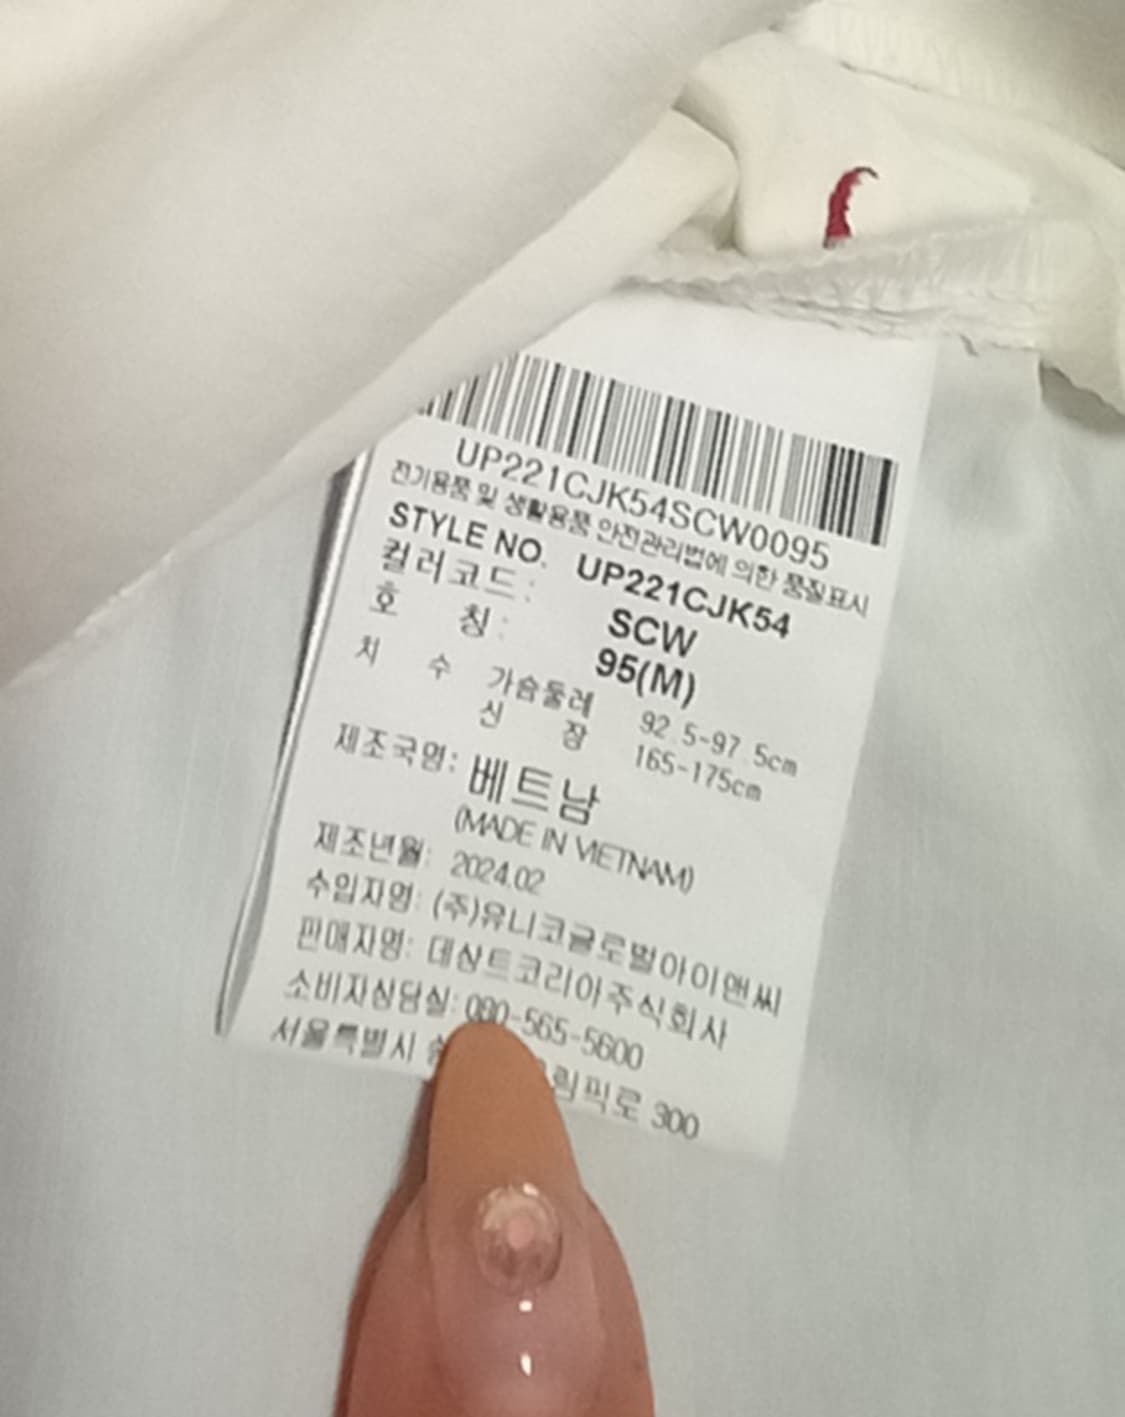 UP221CJK54SCW0095
전기용품 및 생활용품 안전관리법에 의한 품질표시
STYLE NO. UP221CJK54
컬러코드: SCW
호 칭: 95(M)
치 수 가슴둘레 92.5-97.5cm
신 장 165-175cm
제조국명: 베트남
(MADE IN VIETNAM)
제조년월: 2024.02
수입자명: (주)유니코글로벌아이앤씨
판매자명: 데상트코리아주식회사
소비자상담실: 080-565-5600
서울특별시 300